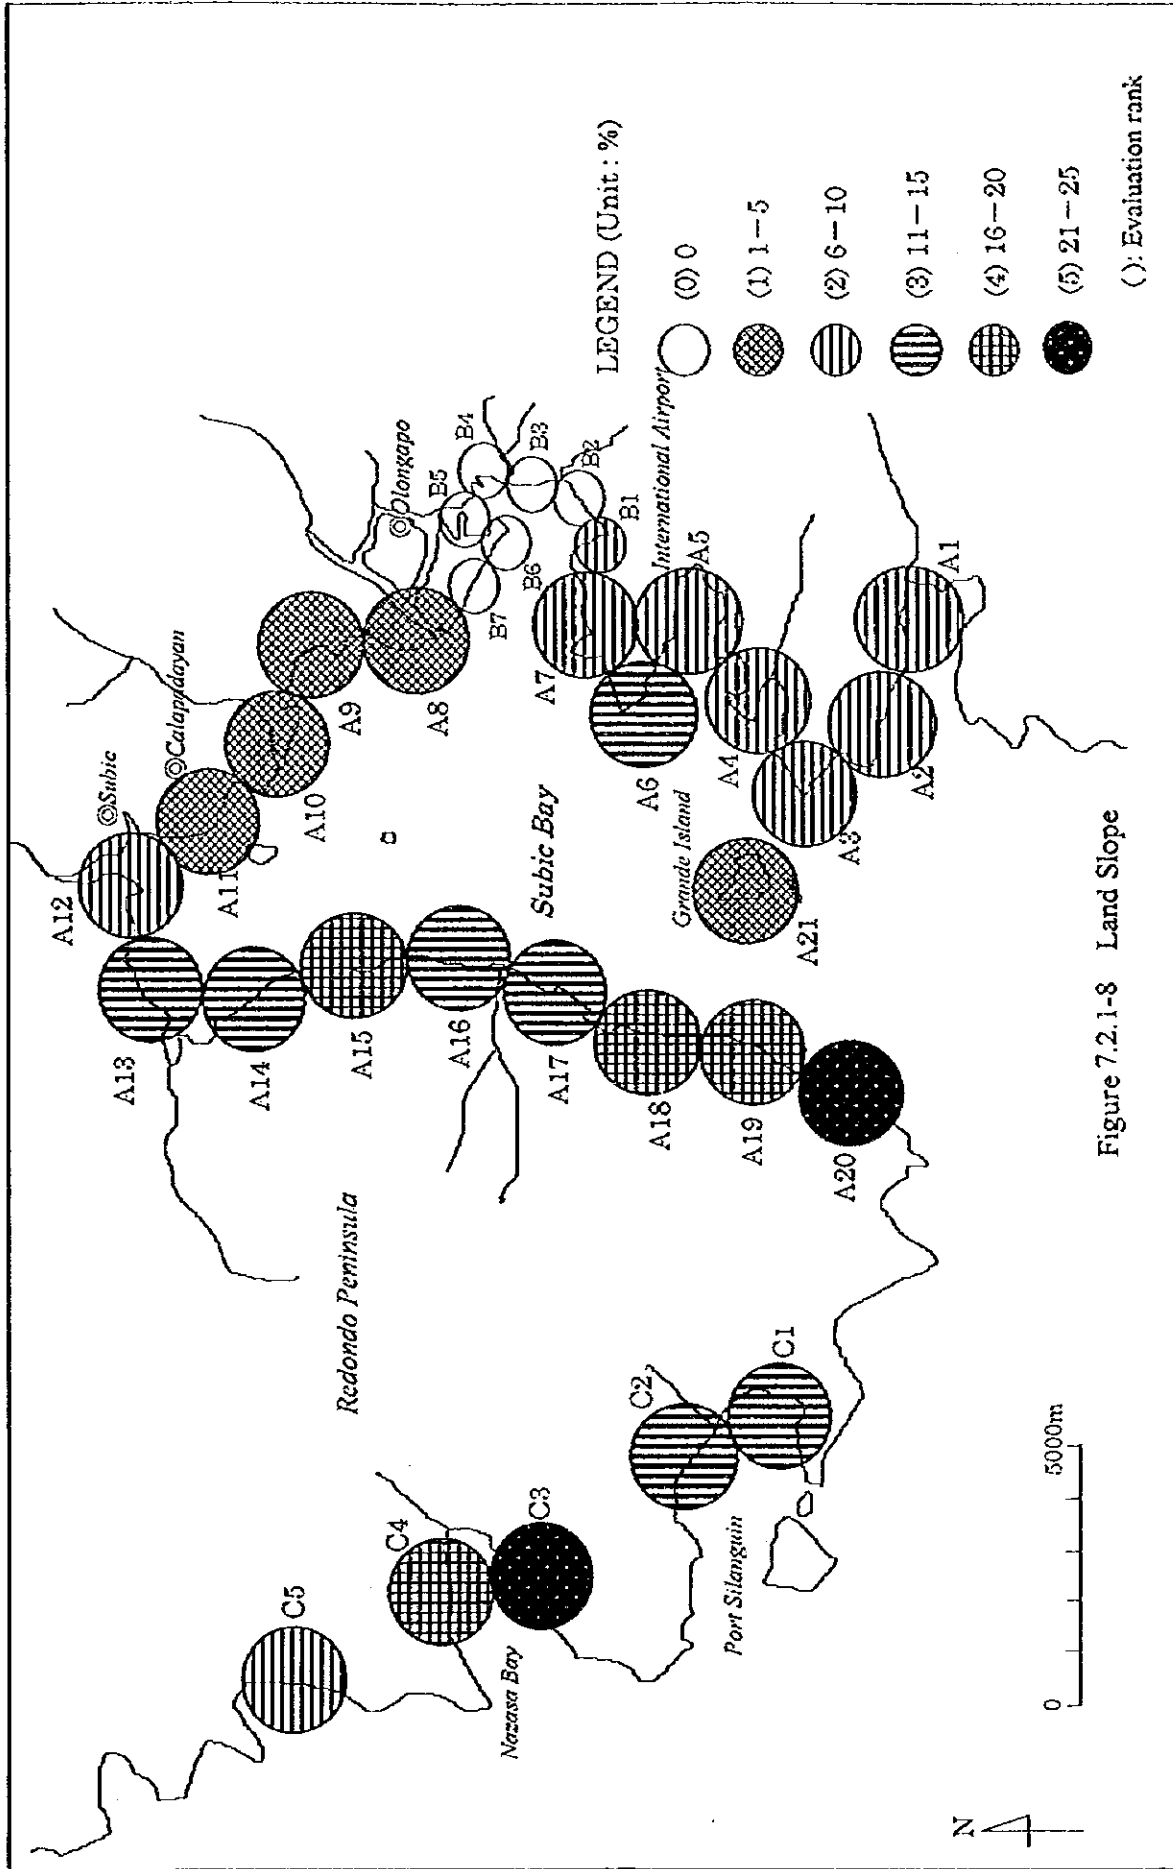 Subic
Calapadayan
Olongapo
A12
A11
A10
A9
A8
A13
A14
A15
A16
A17
A18
A19
A20
A21
B5
B4
B3
B2
B1
B6
B7
A7
A6
A5
A4
A3
A2
A1
International Airport
Subic Bay
Grande Island
Redondo Peninsula
C5
C4
C3
C2
C1
Nazasa Bay
Port Silanguin
LEGEND (Unit : %)
(0) 0
(1) 1-5
(2) 6-10
(3) 11-15
(4) 16-20
(5) 21-25
( ): Evaluation rank
N
0 5000m
Figure 7.2.1-8 Land Slope